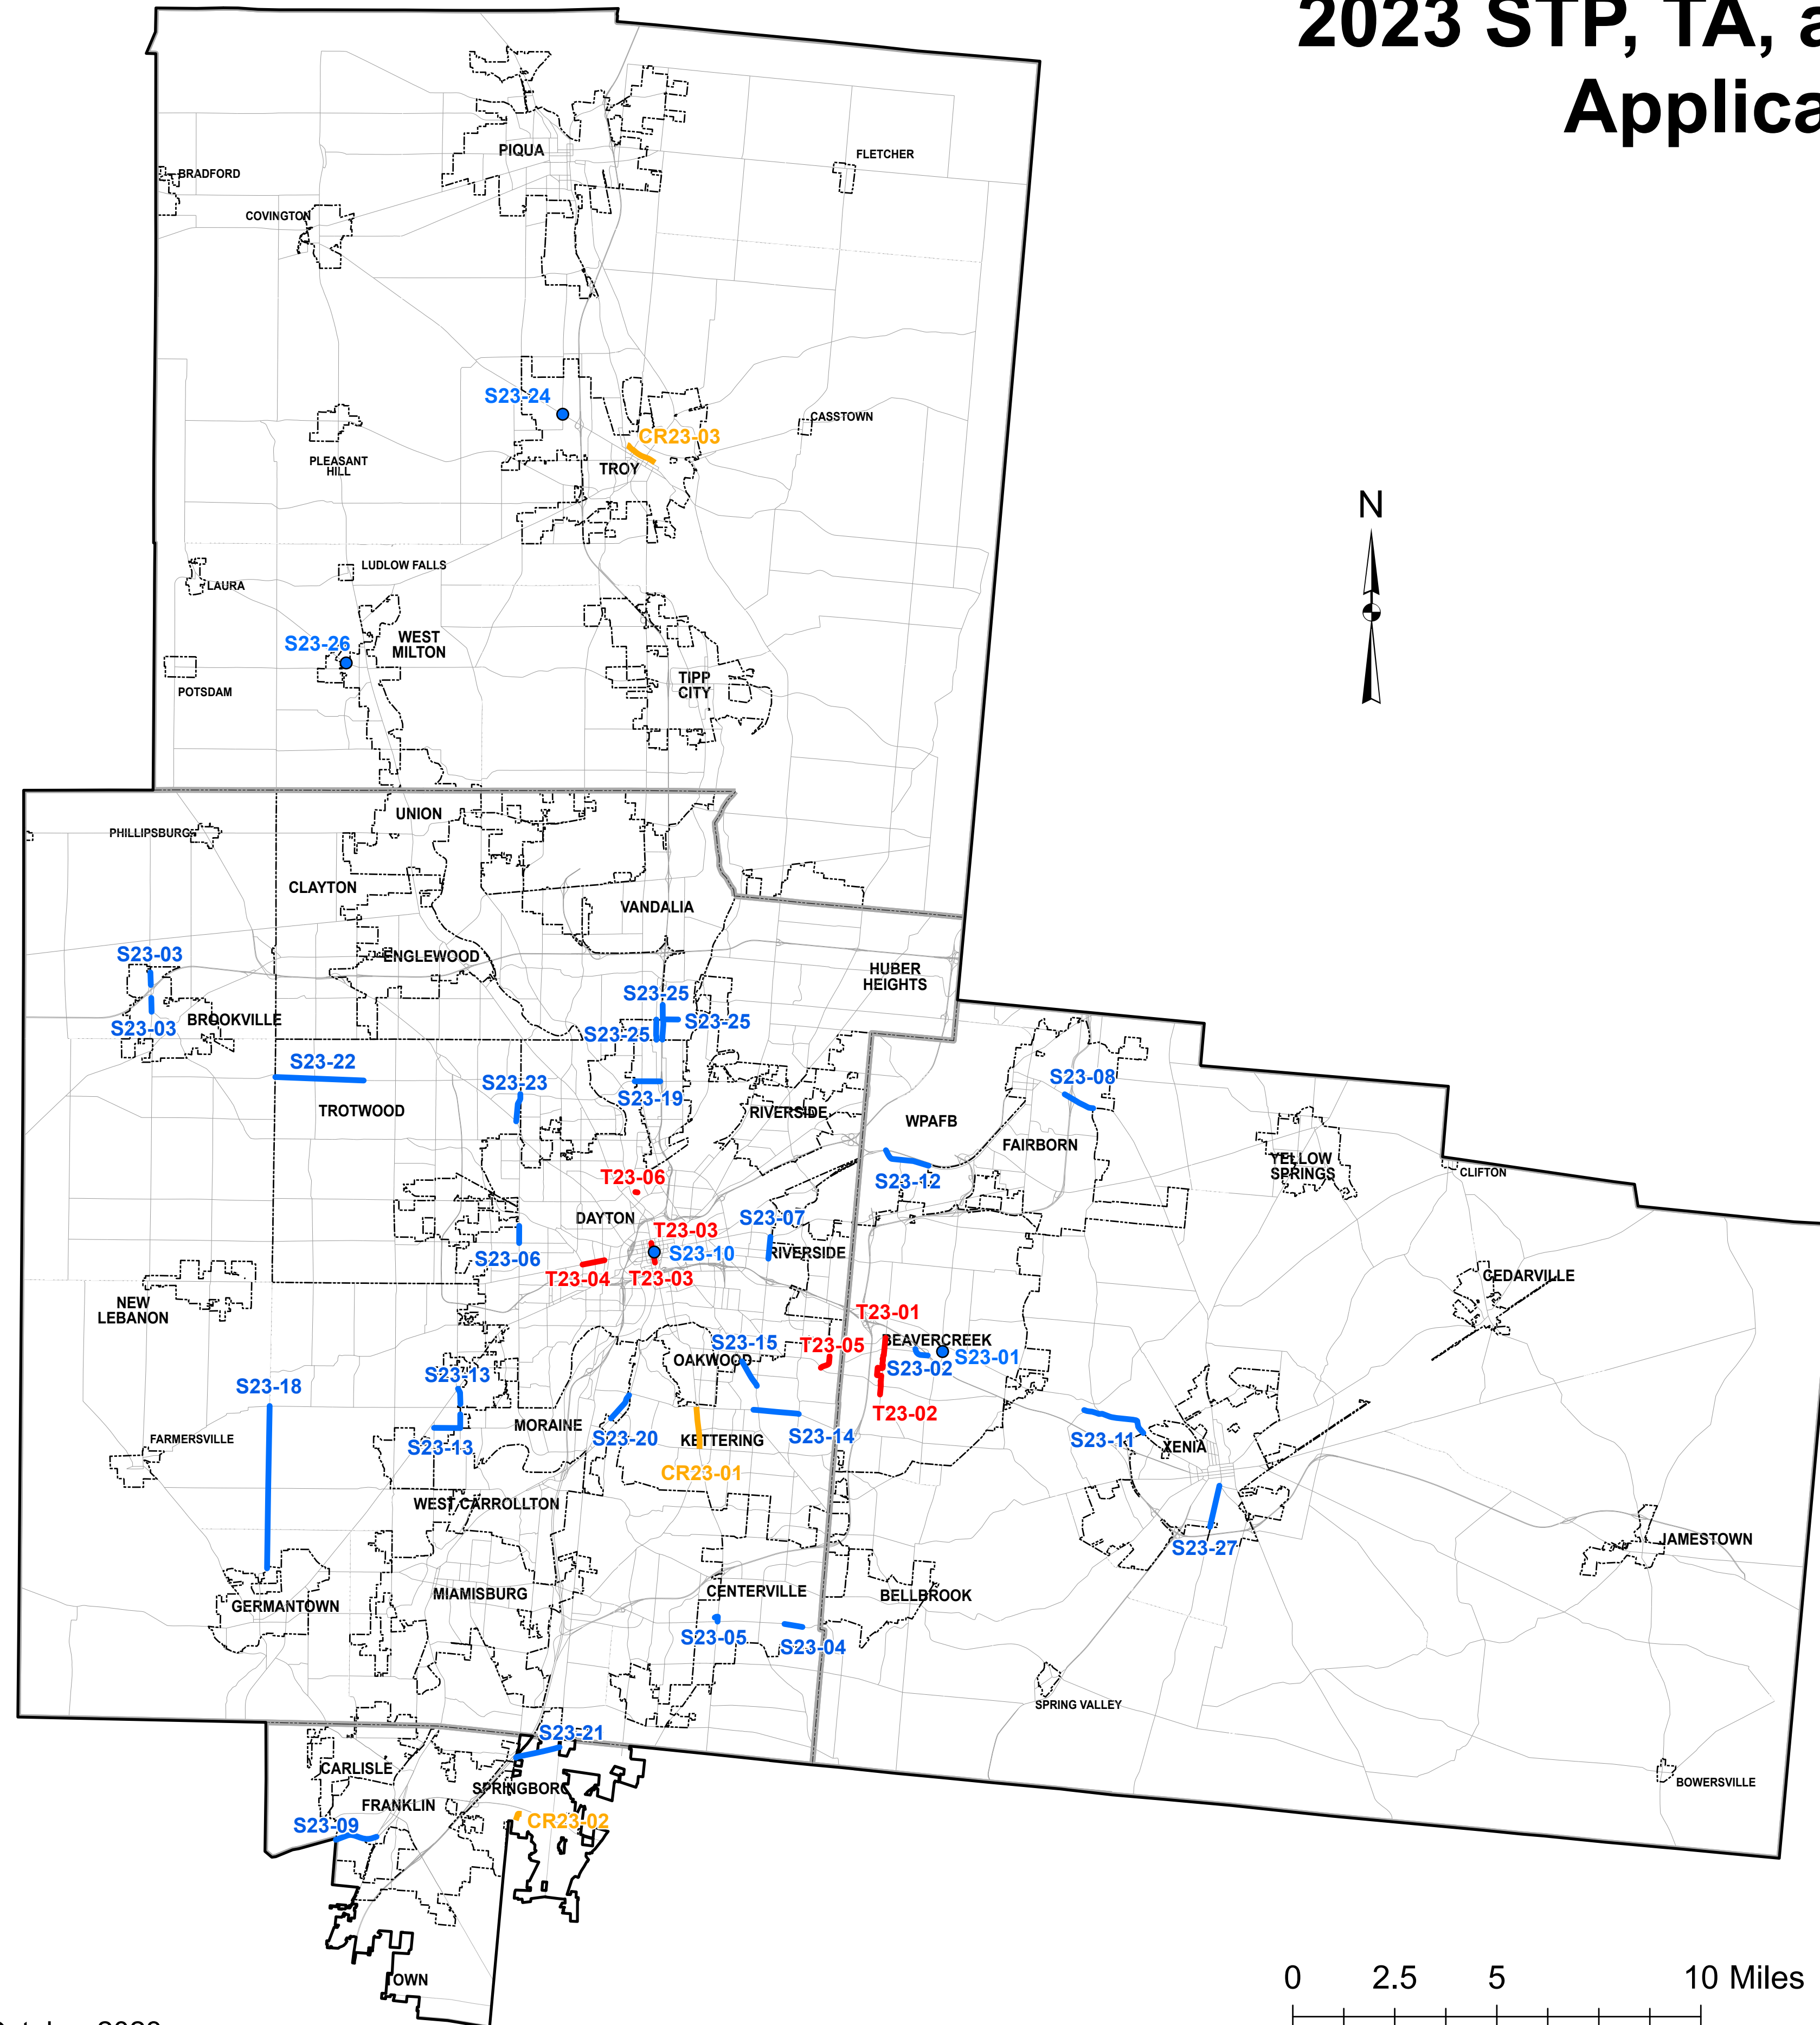 2023 STP, TA, a
Applica
PIQUA
FLETCHER
BRADFORD
COVINGTON
S23-24
CR23-03
CASSTOWN
PLEASANT
HILL
TROY
N
LUDLOW FALLS
LAURA
S23-26
WEST
MILTON
POTSDAM
TIPP
CITY
UNION
PHILLIPSBURG
CLAYTON
VANDALIA
S23-03
ENGLEWOOD
HUBER
HEIGHTS
S23-25
S23-03
BROOKVILLE
S23-25
S23-25
S23-22
S23-23
S23-19
S23-08
TROTWOOD
RIVERSIDE
WPAFB
FAIRBORN
YELLOW
SPRINGS
CLIFTON
T23-06
S23-12
DAYTON
T23-03
S23-07
S23-06
S23-10
RIVERSIDE
T23-04
T23-03
CEDARVILLE
NEW
LEBANON
T23-01
S23-15
T23-05
BEAVERCREEK
OAKWOOD
S23-02
S23-01
S23-13
S23-18
T23-02
MORAINE
FARMERSVILLE
S23-13
S23-20
KETTERING
S23-14
S23-11
XENIA
CR23-01
WEST CARROLLTON
S23-27
JAMESTOWN
MIAMISBURG
CENTERVILLE
BELLBROOK
GERMANTOWN
S23-05
S23-04
SPRING VALLEY
S23-21
CARLISLE
SPRINGBORO
BOWERSVILLE
FRANKLIN
S23-09
CR23-02
TOWN
0 2.5 5 10 Miles